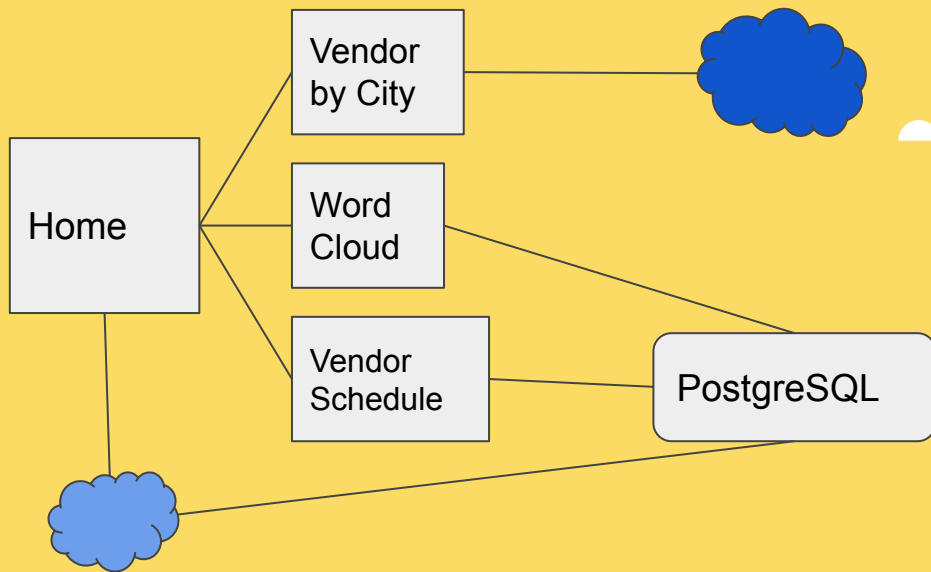 Vendor
by City
Home
Word
Cloud
Vendor
Schedule
PostgreSQL